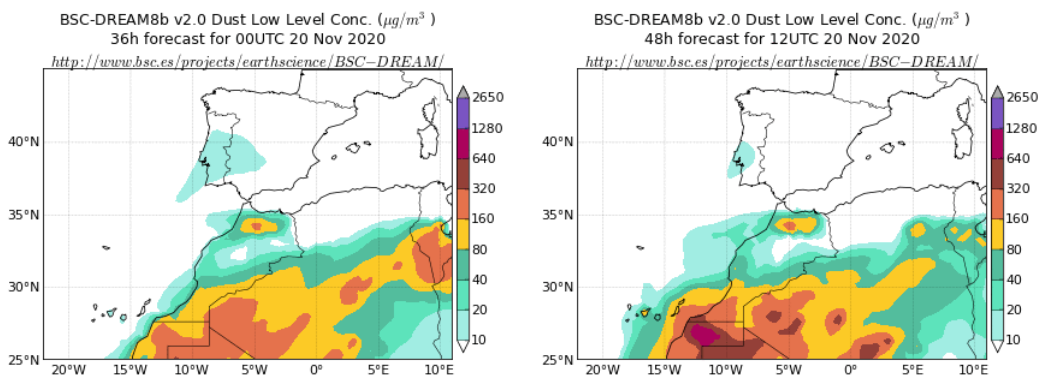 BSC-DREAM8b v2.0 Dust Low Level Conc. (μg/m³ )
36h forecast for 00UTC 20 Nov 2020
http://www.bsc.es/projects/earthscience/BSC−DREAM/
40°N
35°N
30°N
25°N
20°W
15°W
10°W
5°W
0°
5°E
10°E
2650
1280
640
320
160
80
40
20
10
BSC-DREAM8b v2.0 Dust Low Level Conc. (μg/m³ )
48h forecast for 12UTC 20 Nov 2020
http://www.bsc.es/projects/earthscience/BSC−DREAM/
40°N
35°N
30°N
25°N
20°W
15°W
10°W
5°W
0°
5°E
10°E
2650
1280
640
320
160
80
40
20
10